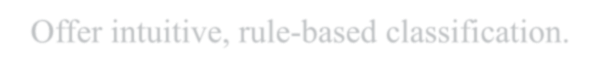 Offer intuitive, rule-based classification.